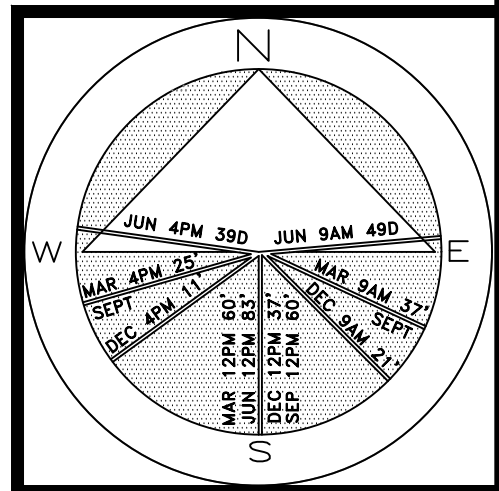 N
JUN 4PM 39D
JUN 9AM 49D
W
E
MAR 4PM 25'
SEPT
DEC 4PM 11'
MAR 9AM 37'
SEPT
DEC 9AM 21'
MAR 12PM 60'
JUN 12PM 83'
DEC 12PM 37'
SEP 12PM 60'
S